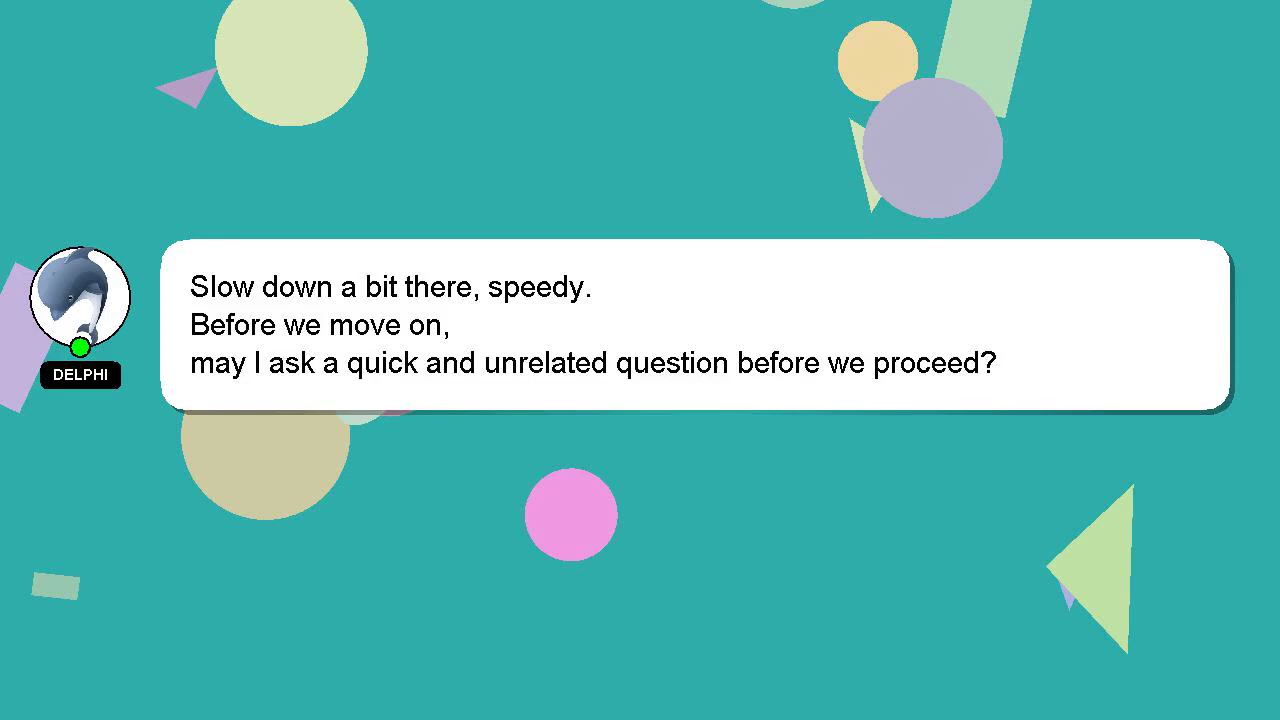 Slow down a bit there, speedy.
Before we move on,
may I ask a quick and unrelated question before we proceed?
DELPHI